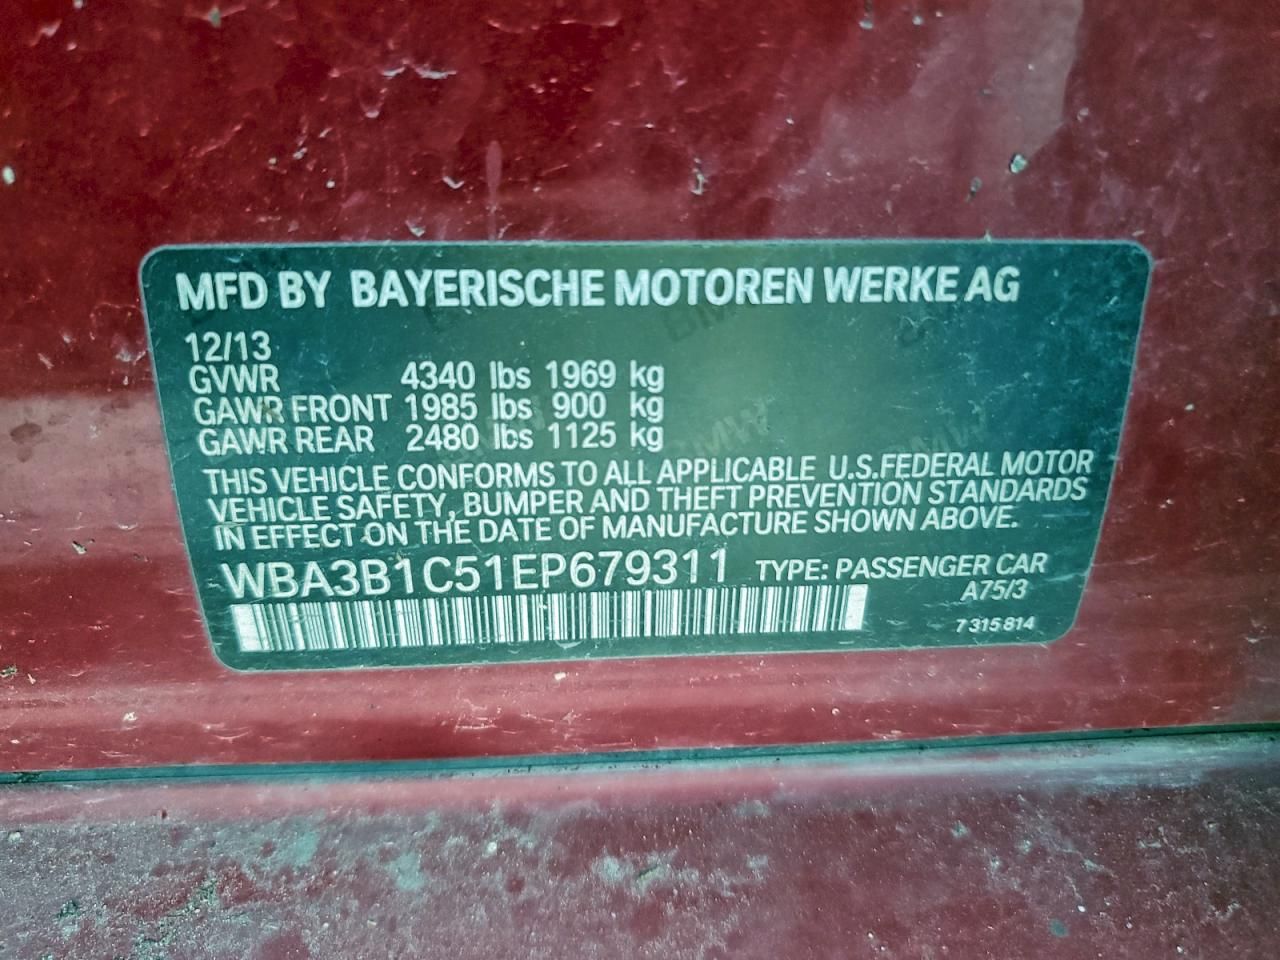 MFD BY BAYERISCHE MOTOREN WERKE AG
12/13
GVWR 4340 lbs 1969 kg
GAWR FRONT 1985 lbs 900 kg
GAWR REAR 2480 lbs 1125 kg
THIS VEHICLE CONFORMS TO ALL APPLICABLE U.S.FEDERAL MOTOR
VEHICLE SAFETY, BUMPER AND THEFT PREVENTION STANDARDS
IN EFFECT ON THE DATE OF MANUFACTURE SHOWN ABOVE.
WBA3B1C51EP679311 TYPE: PASSENGER CAR
A75/3
7 315 814